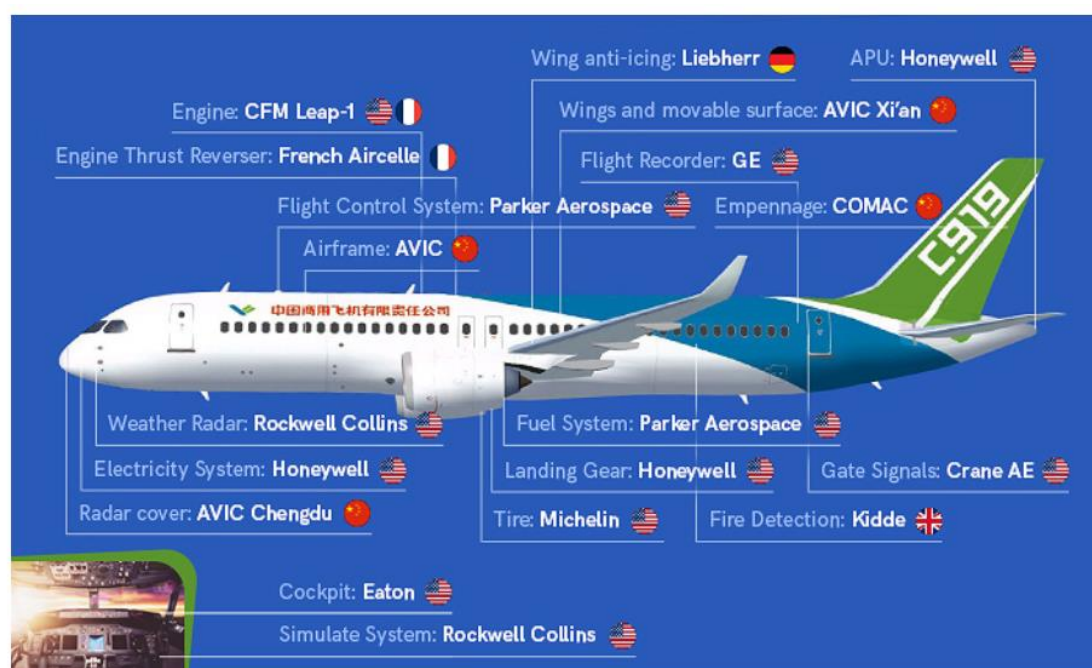 Wing anti-icing: Liebherr
APU: Honeywell
Engine: CFM Leap-1
Wings and movable surface: AVIC Xi'an
Engine Thrust Reverser: French Aircelle
Flight Recorder: GE
Flight Control System: Parker Aerospace
Empennage: COMAC
Airframe: AVIC
C919
中国商用飞机有限责任公司
Weather Radar: Rockwell Collins
Fuel System: Parker Aerospace
Electricity System: Honeywell
Landing Gear: Honeywell
Gate Signals: Crane AE
Radar cover: AVIC Chengdu
Tire: Michelin
Fire Detection: Kidde
Cockpit: Eaton
Simulate System: Rockwell Collins